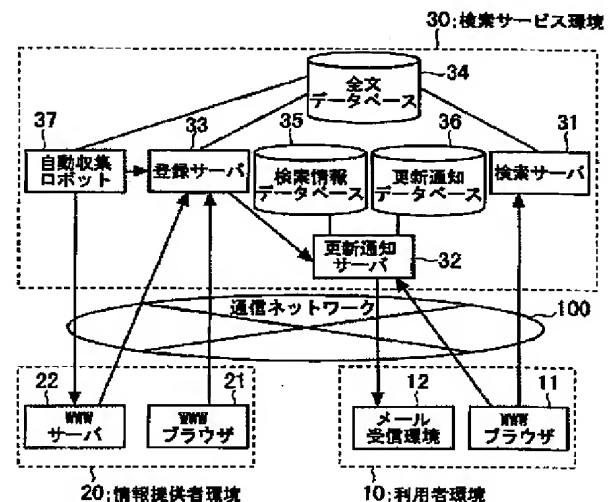 30:検索サービス環境
34
全文
データベース
37
33
35
36
31
自動収集
ロボット
登録サーバ
検索情報
データベース
更新通知
データベース
検索サーバ
更新通知
サーバ
32
通信ネットワーク
100
22
21
12
11
WWW
サーバ
WWW
ブラウザ
メール
受信環境
WWW
ブラウザ
20:情報提供者環境
10:利用者環境